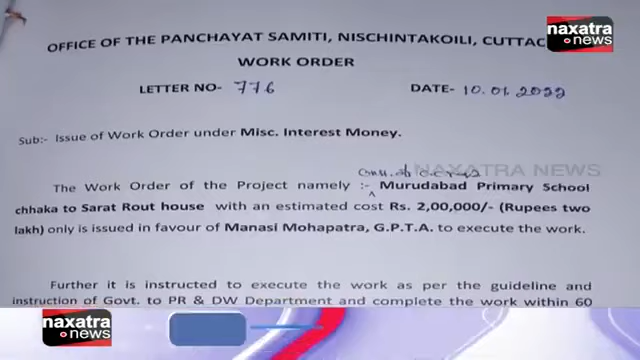 naxatra
news
OFFICE OF THE PANCHAYAT SAMITI, NISCHINTAKOILI, CUTTAC
WORK ORDER
LETTER NO- 776 DATE- 10.01.2022
Sub:- Issue of Work Order under Misc. Interest Money.
NAXATRA NEWS
The Work Order of the Project namely :- Murudabad Primary School
chhaka to Sarat Rout house with an estimated cost Rs. 2,00,000/- (Rupees two
lakh) only is issued in favour of Manasi Mohapatra, G.P.T.A. to execute the work.
Further it is instructed to execute the work as per the guideline and
instruction of Govt. to PR & DW Department and complete the work within 60
naxatra
news